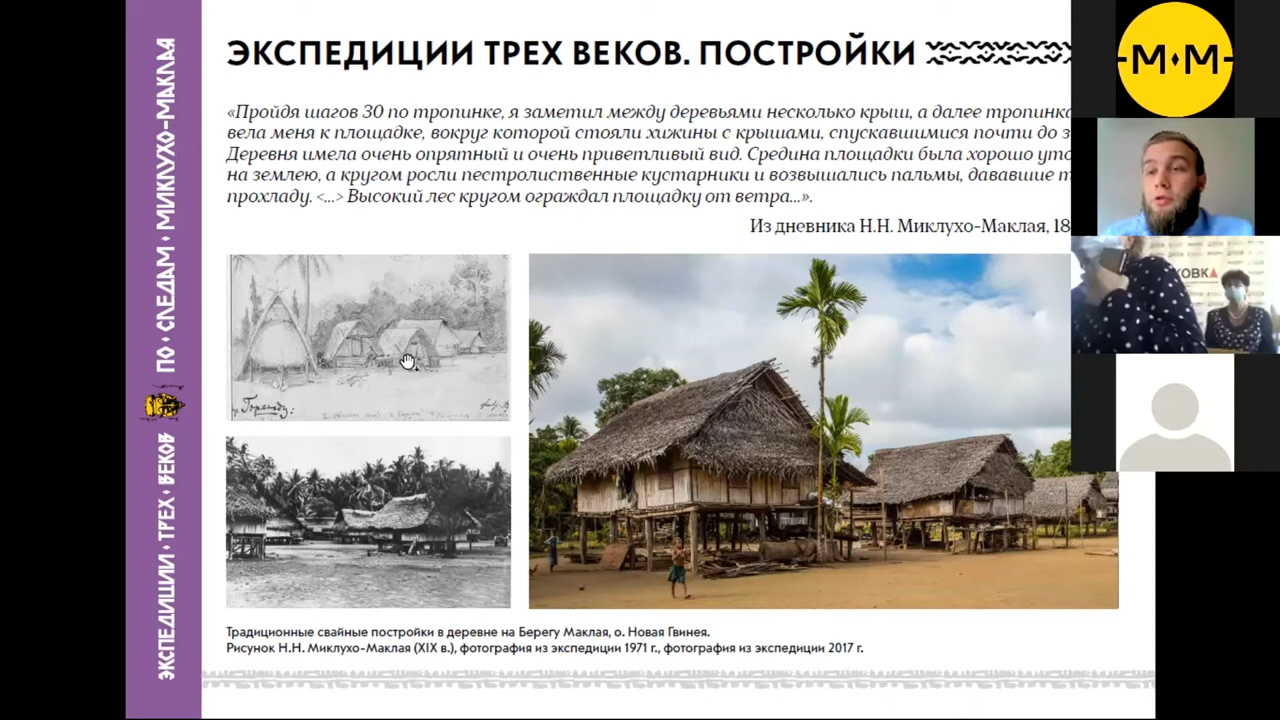 ЭКСПЕДИЦИИ ТРЕХ ВЕКОВ. ПОСТРОЙКИ
«Пройдя шагов 30 по тропинке, я заметил между деревьями несколько крыш, а далее тропинка
вела меня к площадке, вокруг которой стояли хижины с крышами, спускавшимися почти до
Деревня имела очень опрятный и очень приветливый вид. Средина площадки была хорошо
на землею, а кругом росли пестролиственные кустарники и возвышались пальмы, дававшие
прохладу. <...> Высокий лес кругом ограждал площадку от ветра...».
Из дневника Н.Н. Миклухо-Маклая, 18
Горенду:
Традиционные свайные постройки в деревне на Берегу Маклая, о. Новая Гвинея.
Рисунок Н.Н. Миклухо-Маклая (XIX в.), фотография из экспедиции 1971 г., фотография из экспедиции 2017 г.
ЭКСПЕДИЦИИ • ТРЕХ • ВЕКОВ
ПО • СЛЕДАМ • МИКЛУХО-МАКЛАЯ
-М•М-